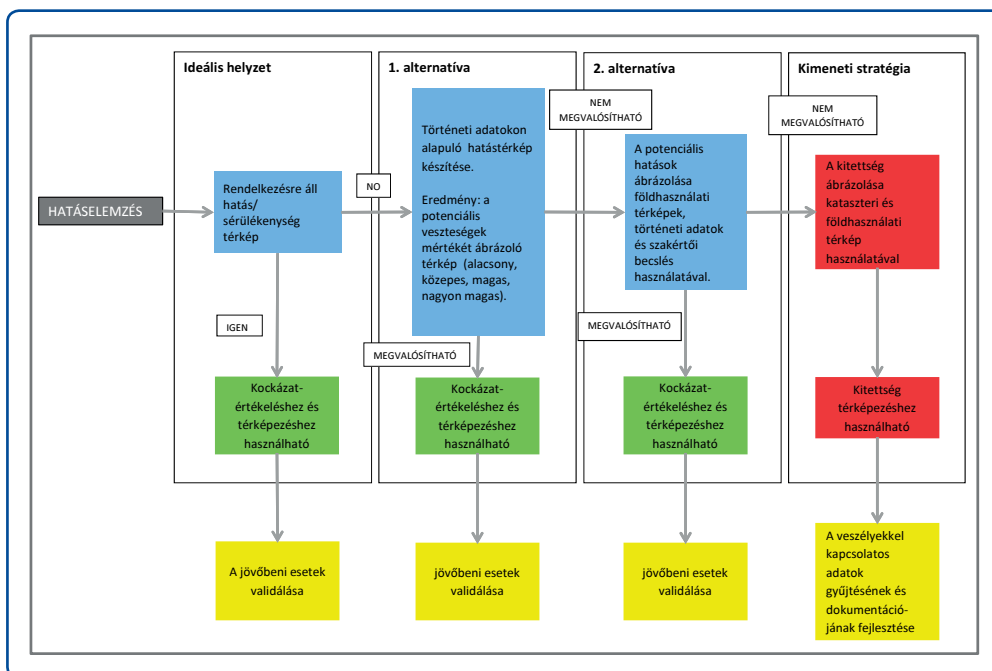 Ideális helyzet
1. alternatíva
2. alternatíva
Kimeneti stratégia
HATÁSELEMZÉS
Rendelkezésre áll
hatás/
sérülékenység
térkép
NO
Történeti adatokon
alapuló hatástérkép
készítése.
Eredmény: a
potenciális
veszteségek
mértékét ábrázoló
térkép (alacsony,
közepes, magas,
nagyon magas).
NEM
MEGVALÓSÍTHATÓ
A potenciális
hatások
ábrázolása
földhasználati
térképek,
történeti adatok
és szakértői
becslés
használatával.
NEM
MEGVALÓSÍTHATÓ
A kitettség
ábrázolása
kataszteri és
földhasználati
térkép
használatával
IGEN
MEGVALÓSÍTHATÓ
MEGVALÓSÍTHATÓ
Kockázat-
értékeléshez és
térképezéshez
használható
Kockázat-
értékeléshez és
térképezéshez
használható
Kockázat-
értékeléshez és
térképezéshez
használható
Kitettség
térképezéshez
használható
A jövőbeni esetek
validálása
jövőbeni esetek
validálása
jövőbeni esetek
validálása
A veszélyekkel
kapcsolatos
adatok
gyűjtésének és
dokumentáció-
jának fejlesztése